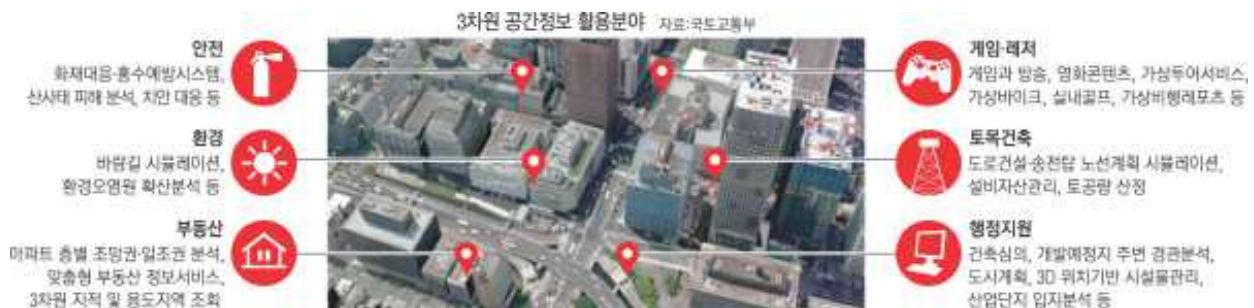 3차원 공간정보 활용분야 자료:국토교통부
안전
화재대응·홍수예방시스템,
산사태 피해 분석, 치안 대응 등
환경
바람길 시뮬레이션,
환경오염원 확산분석 등
부동산
아파트 층별 조망권·일조권 분석,
맞춤형 부동산 정보서비스,
3차원 지적 및 용도지역 조회
게임·레저
게임과 방송, 영화콘텐츠, 가상투어서비스,
가상바이크, 실내골프, 가상비행레포츠 등
토목건축
도로건설·송전탑 노선계획 시뮬레이션,
설비자산관리, 토공량 산정
행정지원
건축심의, 개발예정지 주변 경관분석,
도시계획, 3D 위치기반 시설물관리,
산업단지 입지분석 등